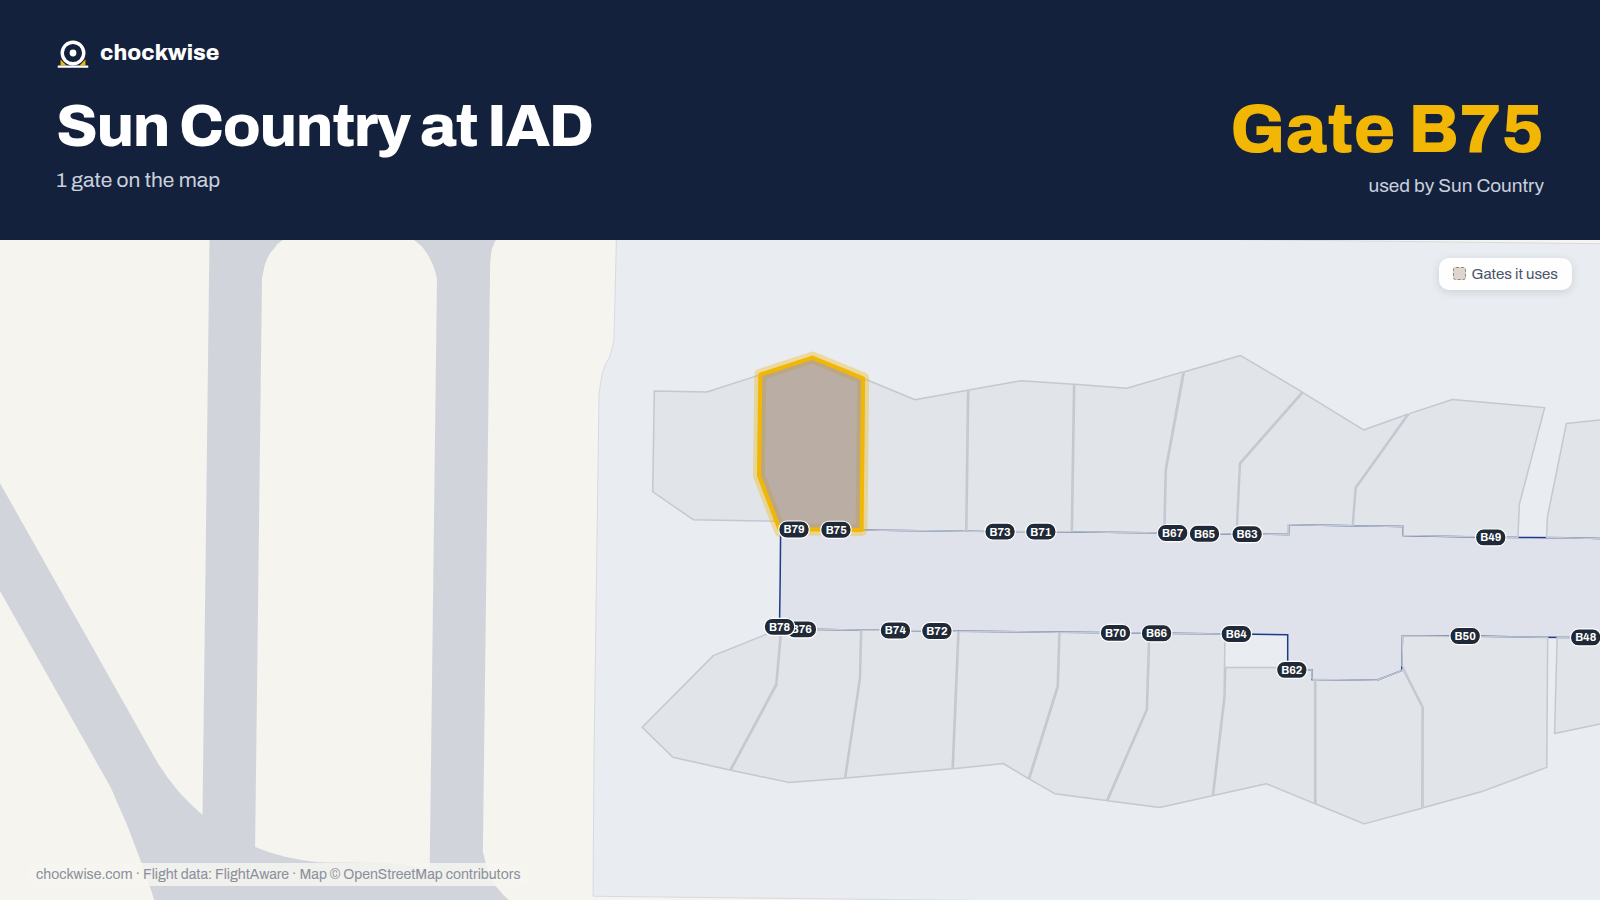 chockwise
Sun Country at IAD
1 gate on the map
Gate B75
used by Sun Country
Gates it uses
B79
B75
B73
B71
B67
B65
B63
B49
B78
B76
B74
B72
B70
B66
B64
B62
B50
B48
chockwise.com · Flight data: FlightAware · Map © OpenStreetMap contributors